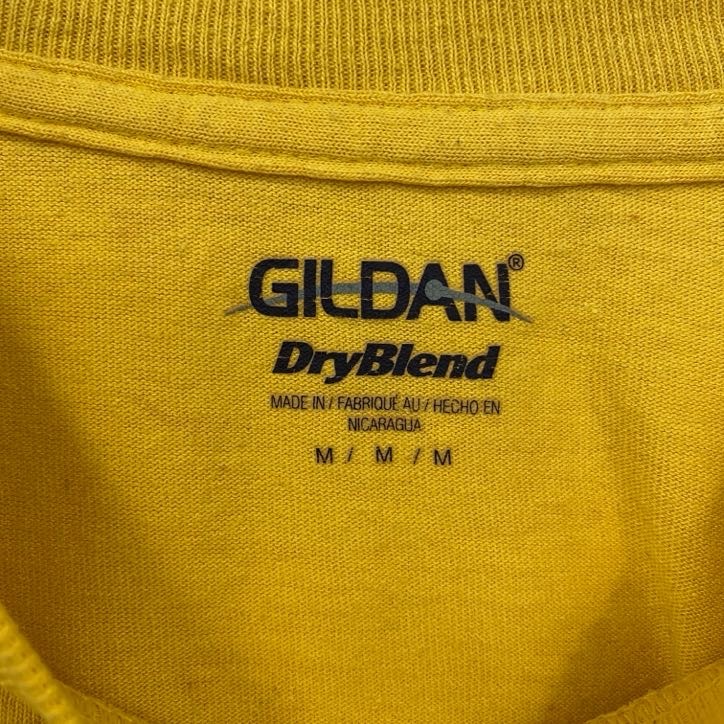 GILDAN®
DryBlend
MADE IN / FABRIQUÉ AU / HECHO EN
NICARAGUA
M / M / M